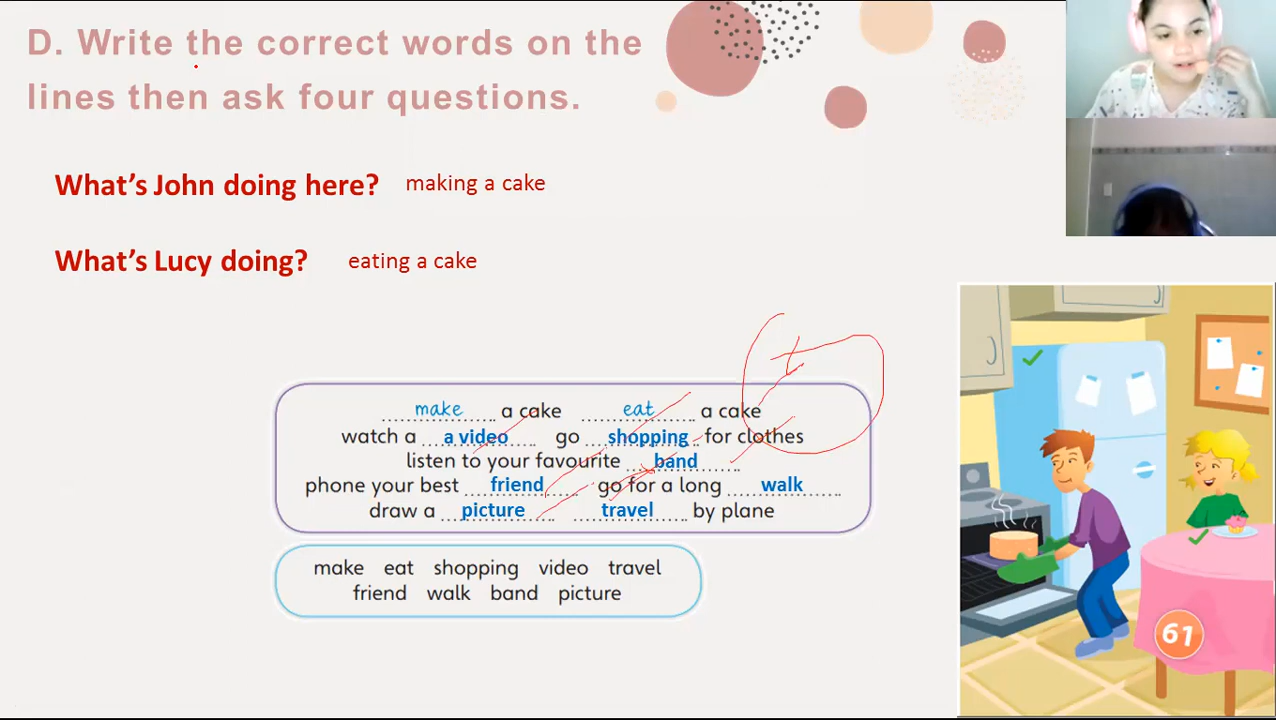 D. Write the correct words on the
lines then ask four questions.
What's John doing here? making a cake
What's Lucy doing? eating a cake
make a cake eat a cake
watch a a video go shopping for clothes
listen to your favourite band
phone your best friend go for a long walk
draw a picture travel by plane
make eat shopping video travel
friend walk band picture
61